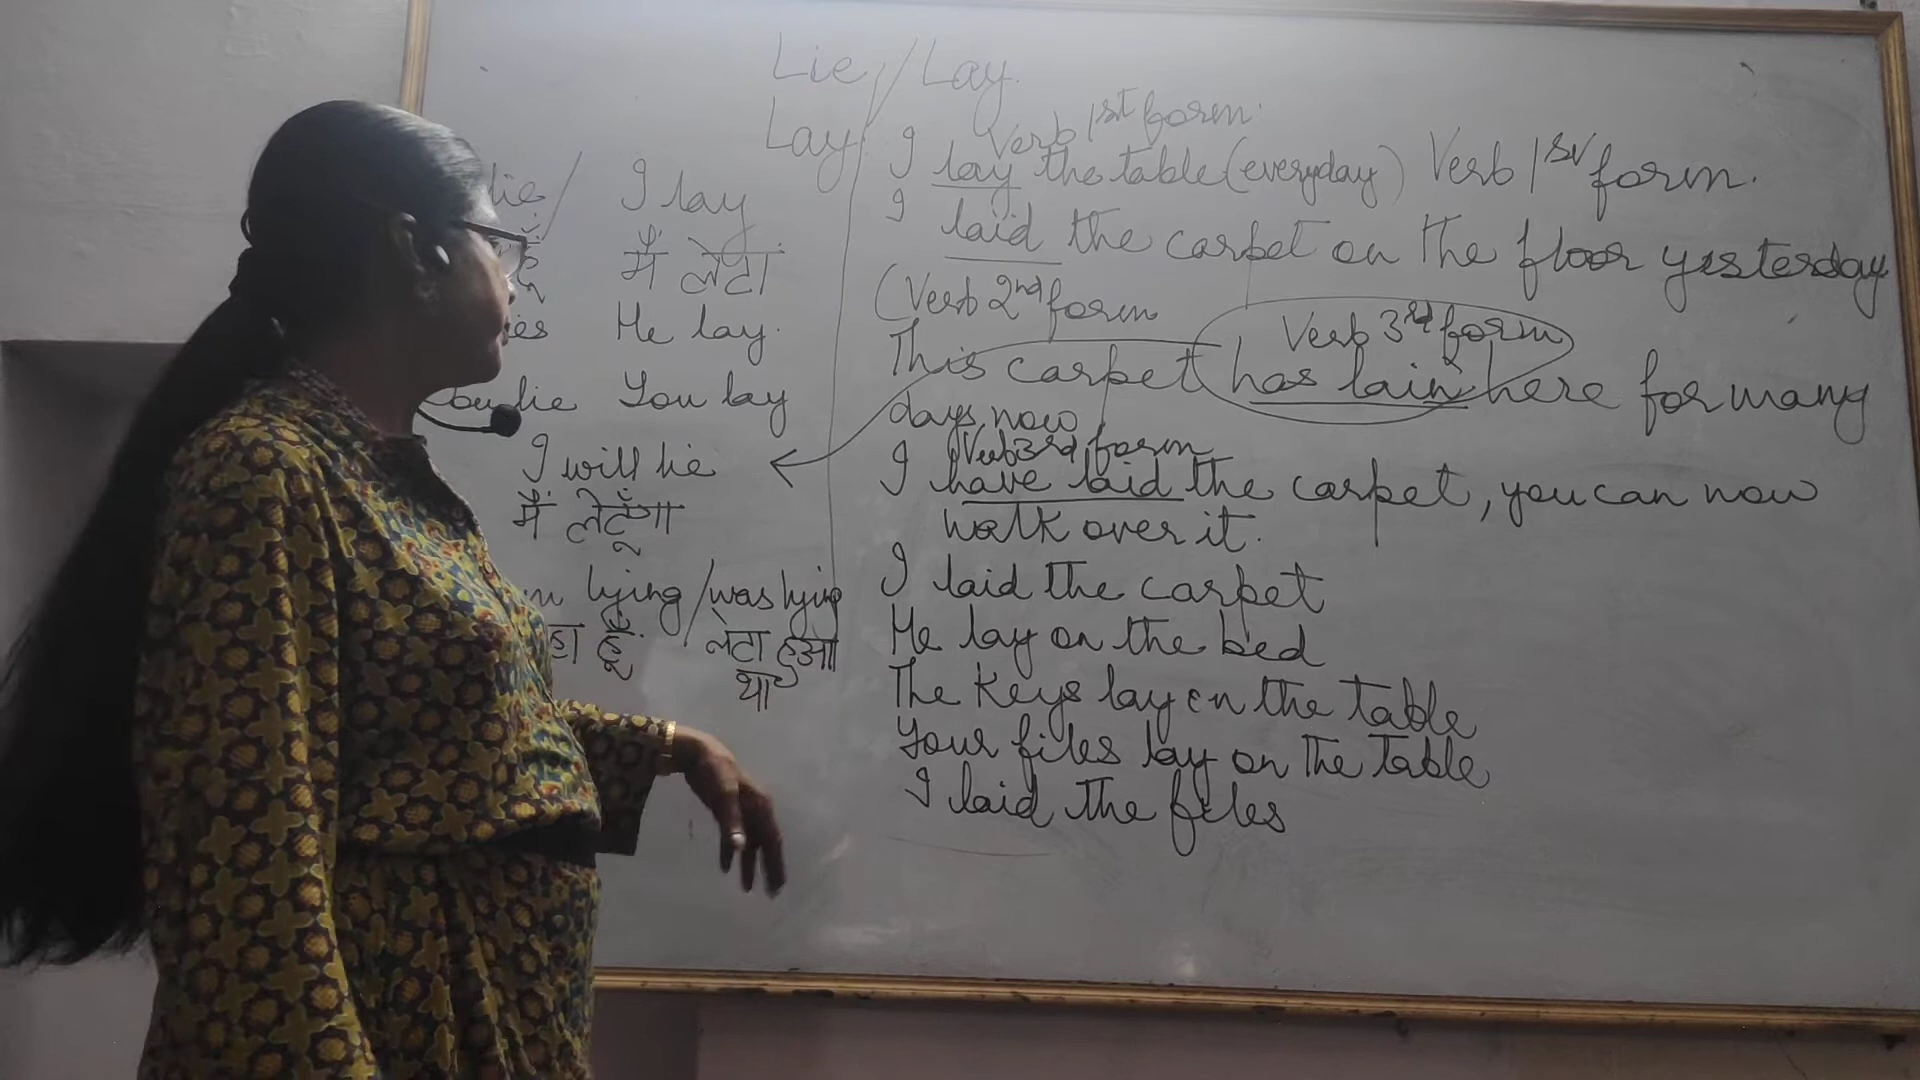 Lie / Lay.
Lay
lie / I lay
मैं लेटा
He lay.
You lie You lay
I will lie
मैं लेटूँगा
lying / was lying
हूँ लेटा हुआ
था
Verb 1st form.
I lay the table (everyday) Verb 1st form.
I laid the carpet on the floor yesterday
(Verb 2nd form
Verb 3rd form
This carpet has lain here for many
days now
Verb 3rd form
I have laid the carpet, you can now
walk over it.
I laid the carpet
He lay on the bed
The keys lay on the table
Your files lay on the table
I laid the files